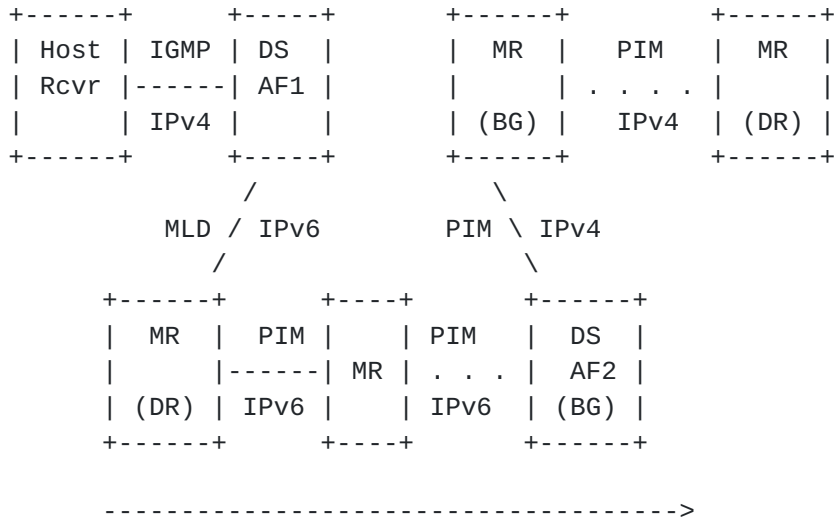 +------+       +-----+         +------+            +------+
| Host | IGMP | DS    |         |  MR  |   PIM      |  MR  |
| Rcvr |------| AF1 |         |      | . . . .    |      |
|      | IPv4 |     |         | (BG) |   IPv4     | (DR) |
+------+       +-----+         +------+            +------+
/               \
MLD / IPv6        PIM \ IPv4
/                   \
+------+      +----+       +------+
|  MR  | PIM  |    | PIM   |  DS  |
|      |------| MR | . . . |  AF2 |
| (DR) | IPv6 |    | IPv6  | (BG) |
+------+      +----+       +------+
------------------------------------->